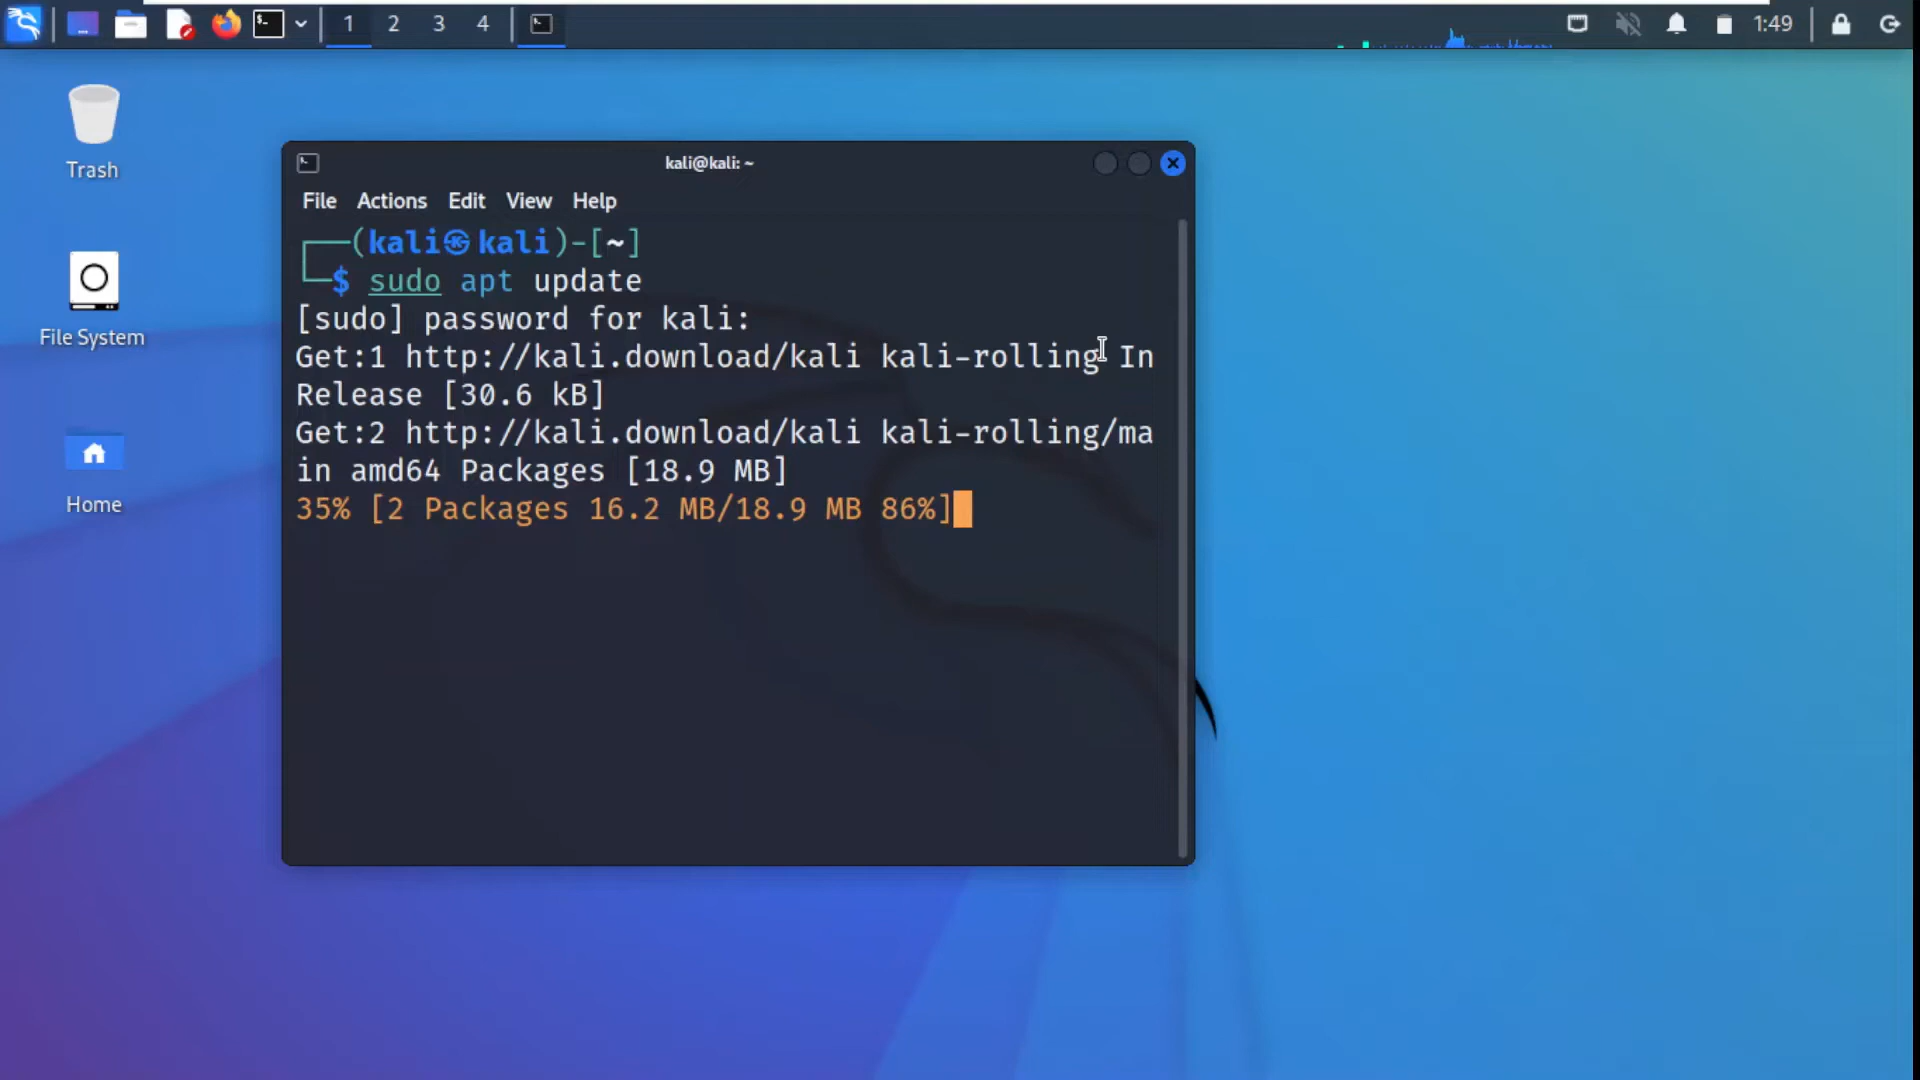 1 2 3 4 1:49
Trash
File System
Home
kali@kali: ~
File Actions Edit View Help
┌──(kali㉿kali)-[~]
└─$ sudo apt update
[sudo] password for kali:
Get:1 http://kali.download/kali kali-rolling In
Release [30.6 kB]
Get:2 http://kali.download/kali kali-rolling/ma
in amd64 Packages [18.9 MB]
35% [2 Packages 16.2 MB/18.9 MB 86%]